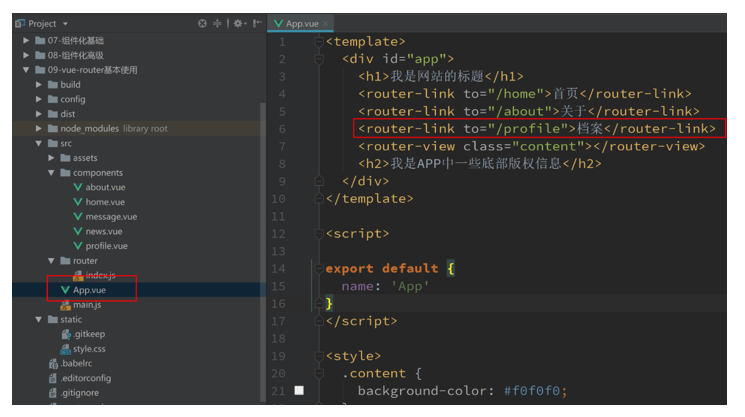 Project
07-组件化基础
08-组件化高级
09-vue-router基本使用
build
config
dist
node_modules library root
src
assets
components
about.vue
home.vue
message.vue
news.vue
profile.vue
router
index.js
App.vue
main.js
static
.gitkeep
style.css
.babelrc
.editorconfig
.gitignore
App.vue
1 <template>
2 <div id="app">
3 <h1>我是网站的标题</h1>
4 <router-link to="/home">首页</router-link>
5 <router-link to="/about">关于</router-link>
6 <router-link to="/profile">档案</router-link>
7 <router-view class="content"></router-view>
8 <h2>我是APP中一些底部版权信息</h2>
9 </div>
10 </template>
11
12 <script>
13
14 export default {
15 name: 'App'
16 }
17 </script>
18
19 <style>
20 .content {
21 background-color: #f0f0f0;